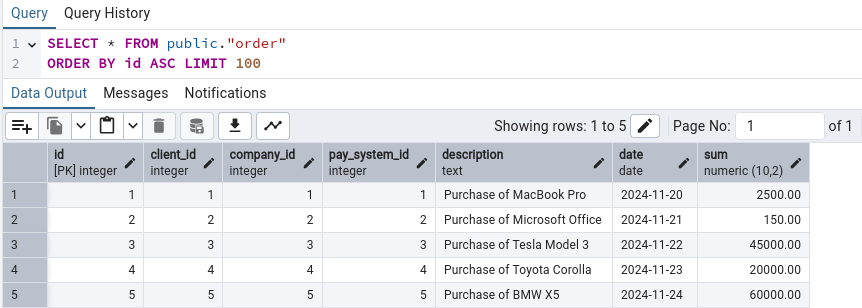 Query Query History
1 SELECT * FROM public."order"
2 ORDER BY id ASC LIMIT 100
Data Output Messages Notifications
Showing rows: 1 to 5 Page No: 1 of 1
id client_id company_id pay_system_id description date sum
[PK] integer integer integer integer text date numeric (10,2)
1 1 1 1 1 Purchase of MacBook Pro 2024-11-20 2500.00
2 2 2 2 2 Purchase of Microsoft Office 2024-11-21 150.00
3 3 3 3 3 Purchase of Tesla Model 3 2024-11-22 45000.00
4 4 4 4 4 Purchase of Toyota Corolla 2024-11-23 20000.00
5 5 5 5 5 Purchase of BMW X5 2024-11-24 60000.00